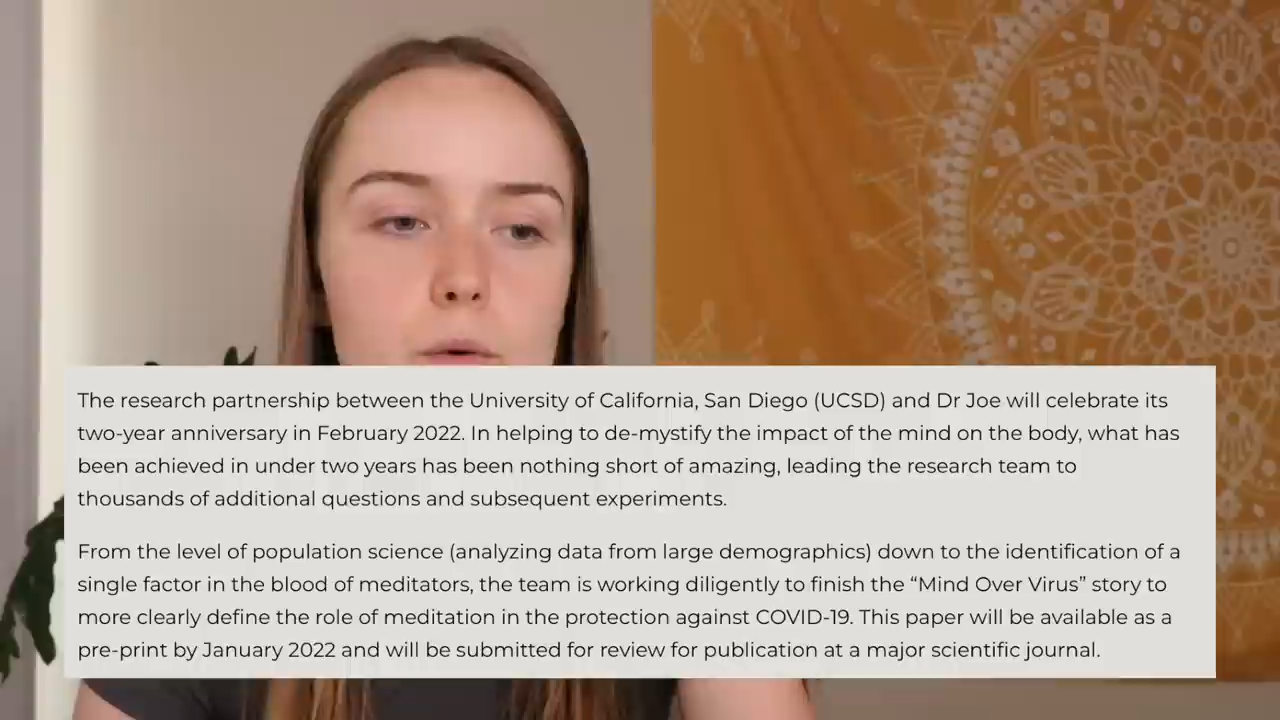 The research partnership between the University of California, San Diego (UCSD) and Dr Joe will celebrate its
two-year anniversary in February 2022. In helping to de-mystify the impact of the mind on the body, what has
been achieved in under two years has been nothing short of amazing, leading the research team to
thousands of additional questions and subsequent experiments.
From the level of population science (analyzing data from large demographics) down to the identification of a
single factor in the blood of meditators, the team is working diligently to finish the “Mind Over Virus” story to
more clearly define the role of meditation in the protection against COVID-19. This paper will be available as a
pre-print by January 2022 and will be submitted for review for publication at a major scientific journal.